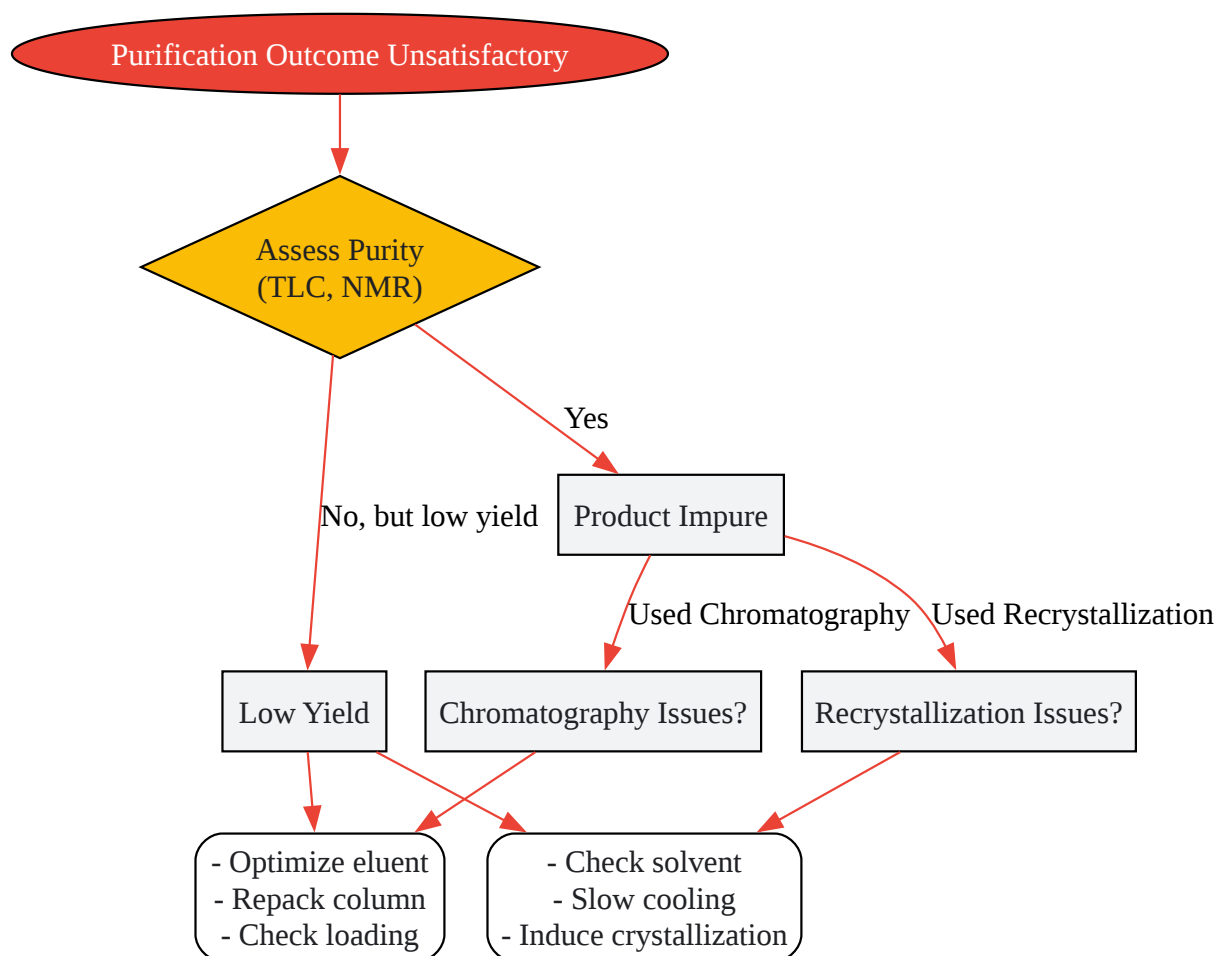 Purification Outcome Unsatisfactory
Assess Purity
(TLC, NMR)
Yes
No, but low yield
Product Impure
Used Chromatography
Used Recrystallization
Low Yield
Chromatography Issues?
Recrystallization Issues?
- Optimize eluent
- Repack column
- Check loading
- Check solvent
- Slow cooling
- Induce crystallization